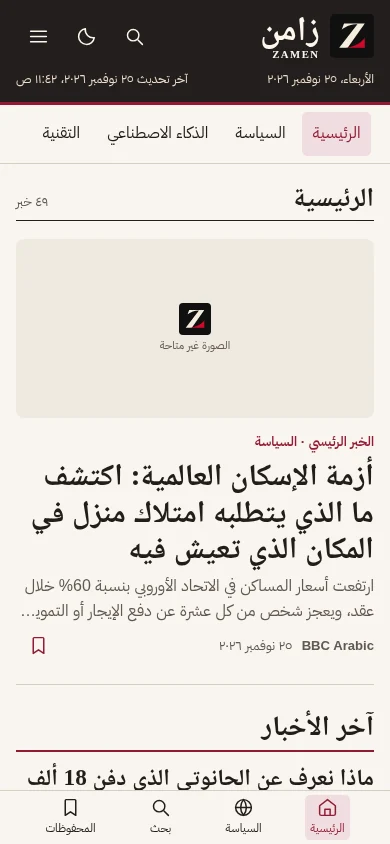 زامن
ZAMEN
الأربعاء، ٢٥ نوفمبر ٢٠٢٦
آخر تحديث ٢٥ نوفمبر ٢٠٢٦، ١١:٤٢ ص
الرئيسية
السياسة
الذكاء الاصطناعي
التقنية
الرئيسية
٤٩ خبر
الصورة غير متاحة
الخبر الرئيسي · السياسة
أزمة الإسكان العالمية: اكتشف
ما الذي يتطلبه امتلاك منزل في
المكان الذي تعيش فيه
ارتفعت أسعار المساكن في الاتحاد الأوروبي بنسبة 60% خلال
عقد، ويعجز شخص من كل عشرة عن دفع الإيجار أو التمويـ…
BBC Arabic
٢٥ نوفمبر ٢٠٢٦
آخر الأخبار
ماذا نعرف عن الحانوتي الذي دفن 18 ألف
الرئيسية
السياسة
بحث
المحفوظات